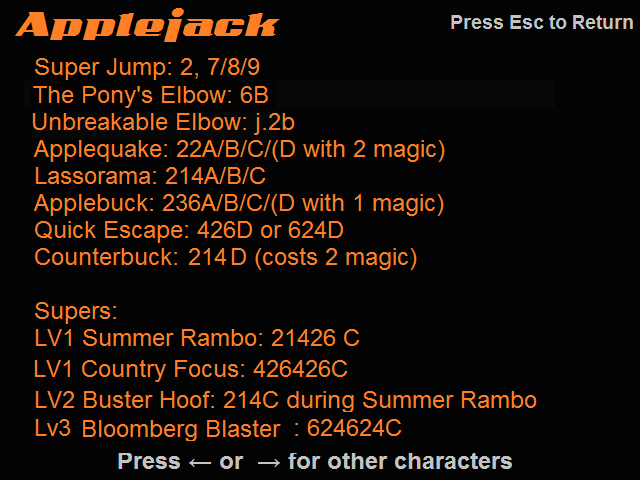 Applejack
Press Esc to Return
Super Jump: 2, 7/8/9
The Pony's Elbow: 6B
Unbreakable Elbow: j.2b
Applequake: 22A/B/C/(D with 2 magic)
Lassorama: 214A/B/C
Applebuck: 236A/B/C/(D with 1 magic)
Quick Escape: 426D or 624D
Counterbuck: 214D (costs 2 magic)
Supers:
LV1 Summer Rambo: 21426 C
LV1 Country Focus: 426426C
LV2 Buster Hoof: 214C during Summer Rambo
Lv3 Bloomberg Blaster : 624624C
Press ← or → for other characters